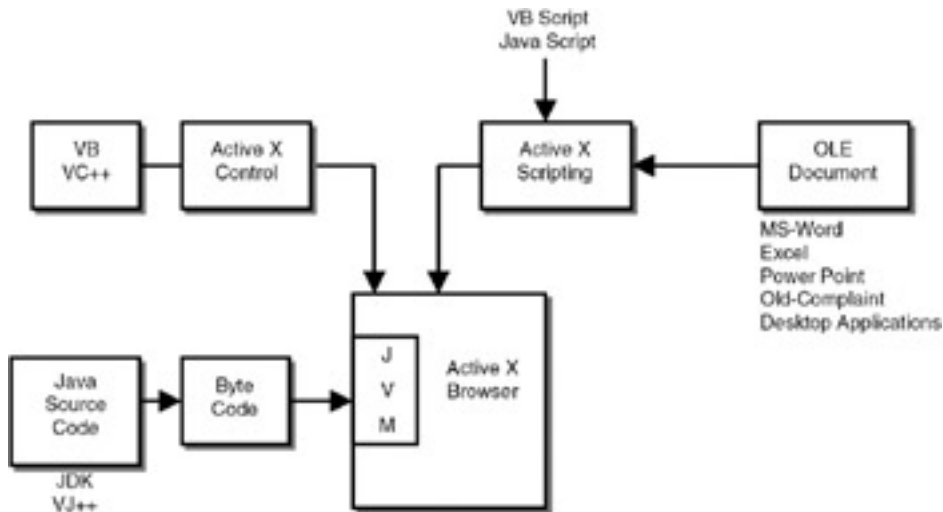 VB Script
Java Script
VB
VC++
Active X
Control
Active X
Scripting
OLE
Document
MS-Word
Excel
Power Point
Old-Complaint
Desktop Applications
Java
Source
Code
Byte
Code
J
V
M
Active X
Browser
JDK
VJ++